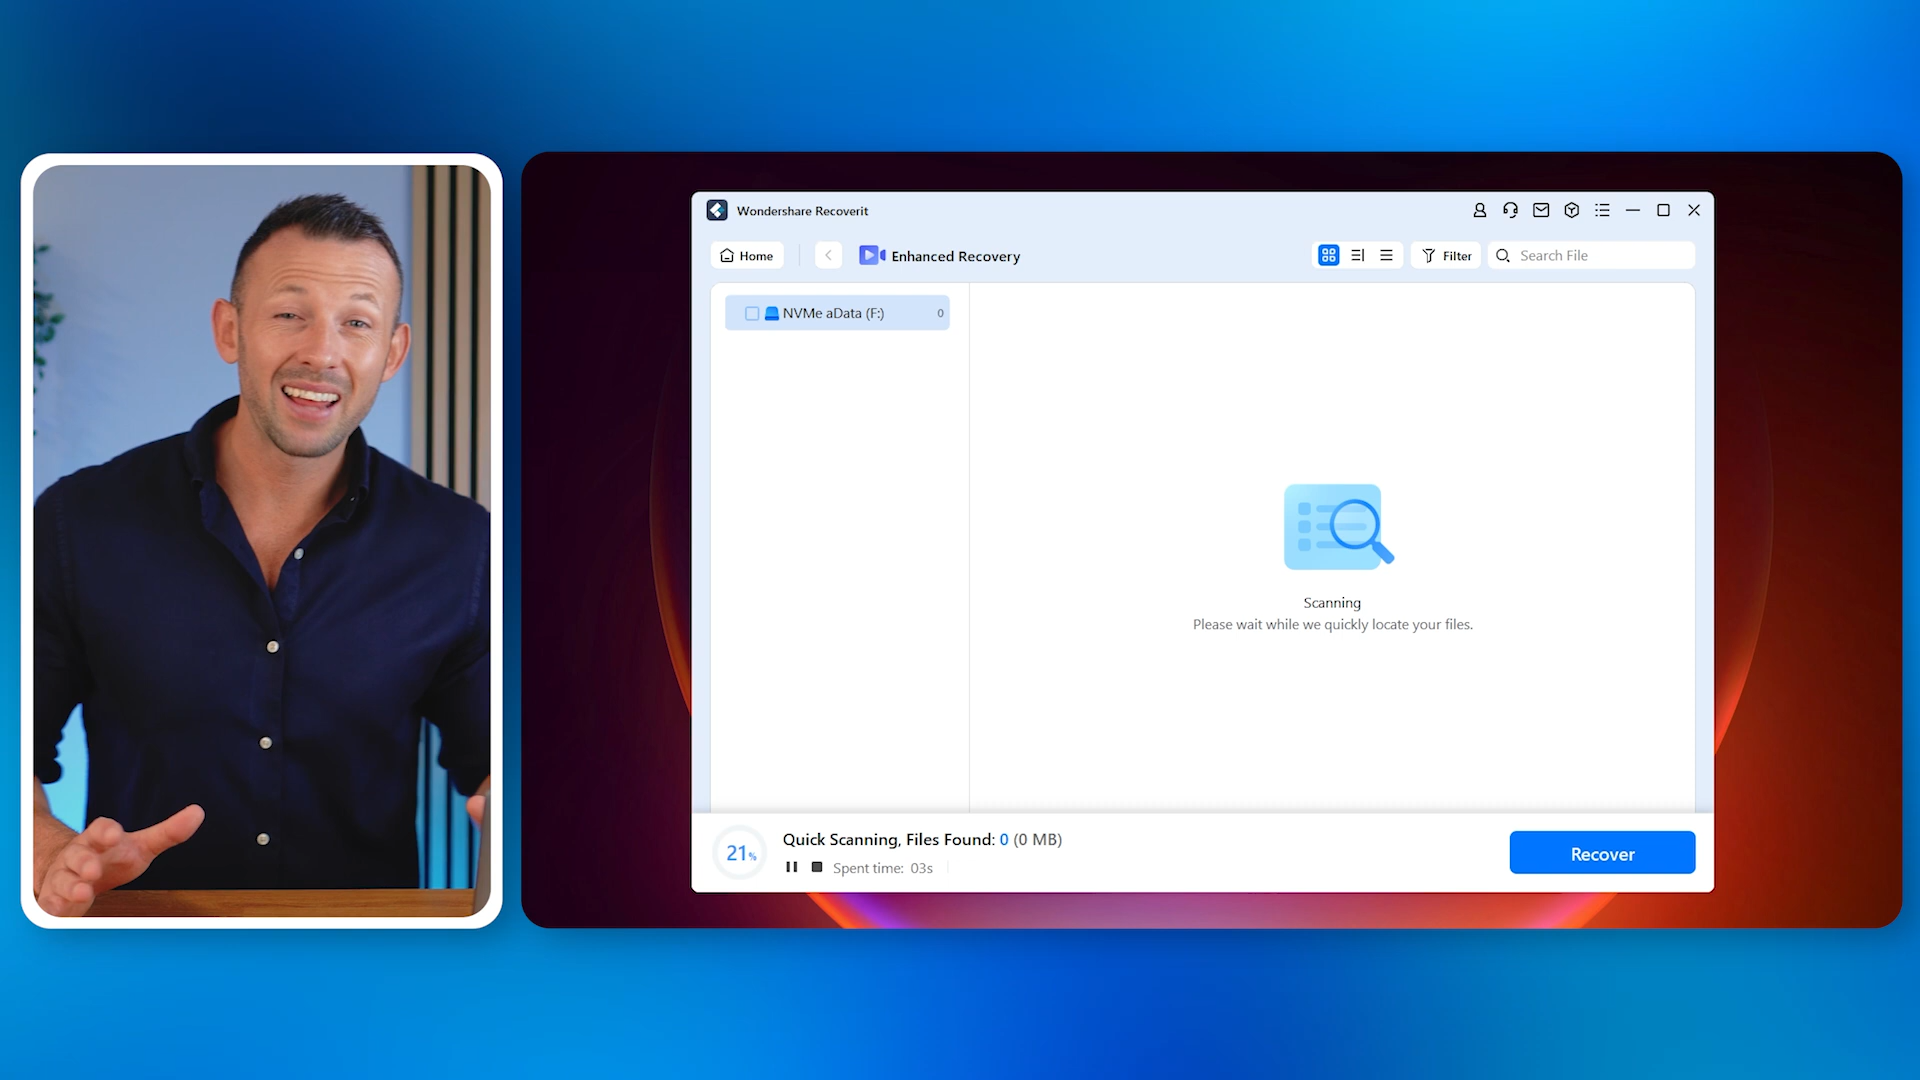 Wondershare Recoverit
Home
Enhanced Recovery
Filter
Search File
NVMe aData (F:)
0
Scanning
Please wait while we quickly locate your files.
21%
Quick Scanning, Files Found: 0 (0 MB)
Spent time: 03s
Recover